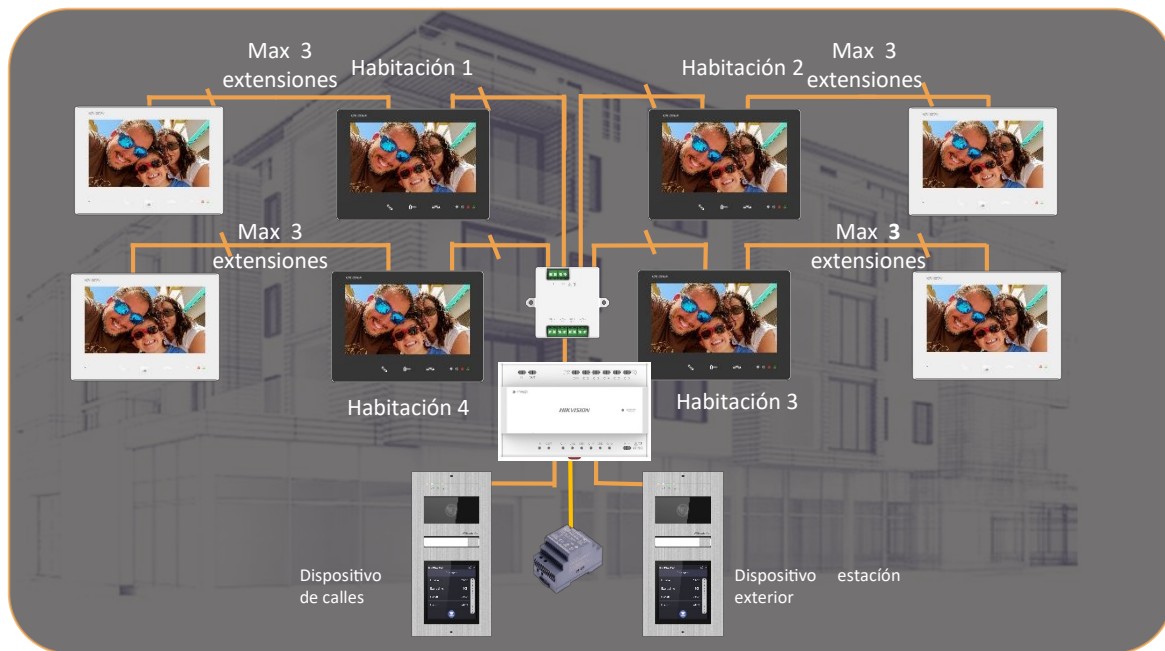 Max 3
extensiones
Habitación 1
Habitación 2
Max 3
extensiones
Max 3
extensiones
Max 3
extensiones
Habitación 4
Habitación 3
HIKVISION
Dispositivo
de calles
Dispositivo estación
exterior